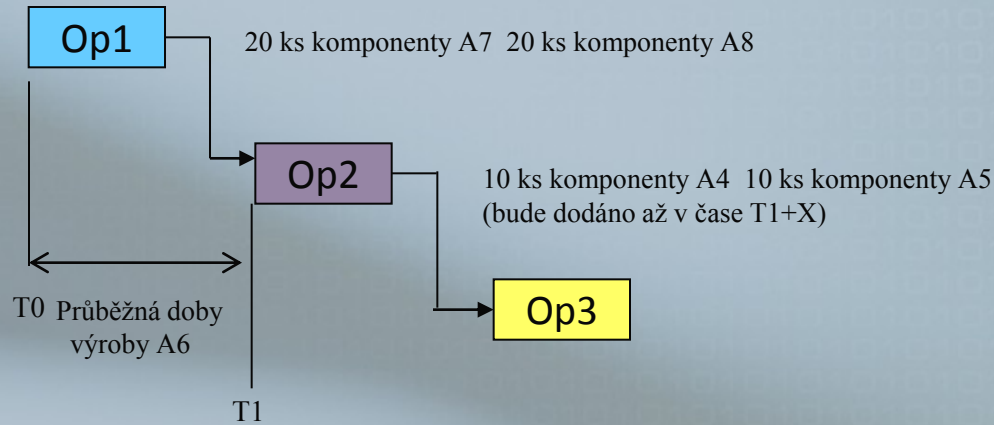 Op1
20 ks komponenty A7 20 ks komponenty A8
Op2
10 ks komponenty A4 10 ks komponenty A5
(bude dodáno až v čase T1+X)
Op3
T0 Průběžná doby
výroby A6
T1